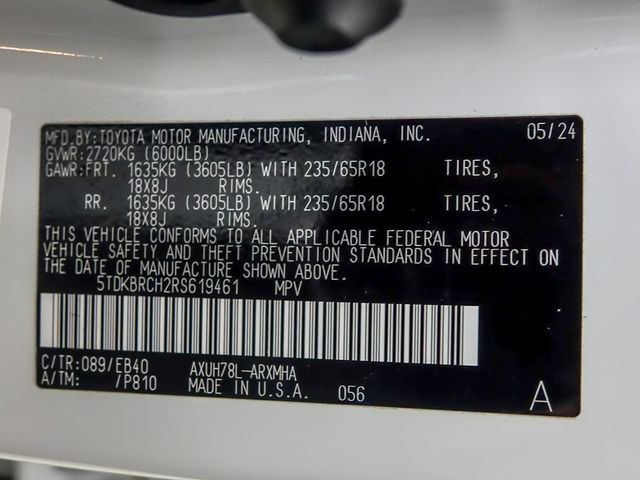 MFD.BY:TOYOTA MOTOR MANUFACTURING, INDIANA, INC. 05/24
GVWR:2720KG (6000LB)
GAWR:FRT. 1635KG (3605LB) WITH 235/65R18 TIRES,
18X8J RIMS.
RR. 1635KG (3605LB) WITH 235/65R18 TIRES,
18X8J RIMS.
THIS VEHICLE CONFORMS TO ALL APPLICABLE FEDERAL MOTOR
VEHICLE SAFETY AND THEFT PREVENTION STANDARDS IN EFFECT ON
THE DATE OF MANUFACTURE SHOWN ABOVE.
5TDKBRCH2RS619461 MPV
C/TR:089/EB40 AXUH78L-ARXMHA
A/TM: /P810 MADE IN U.S.A. 056 A